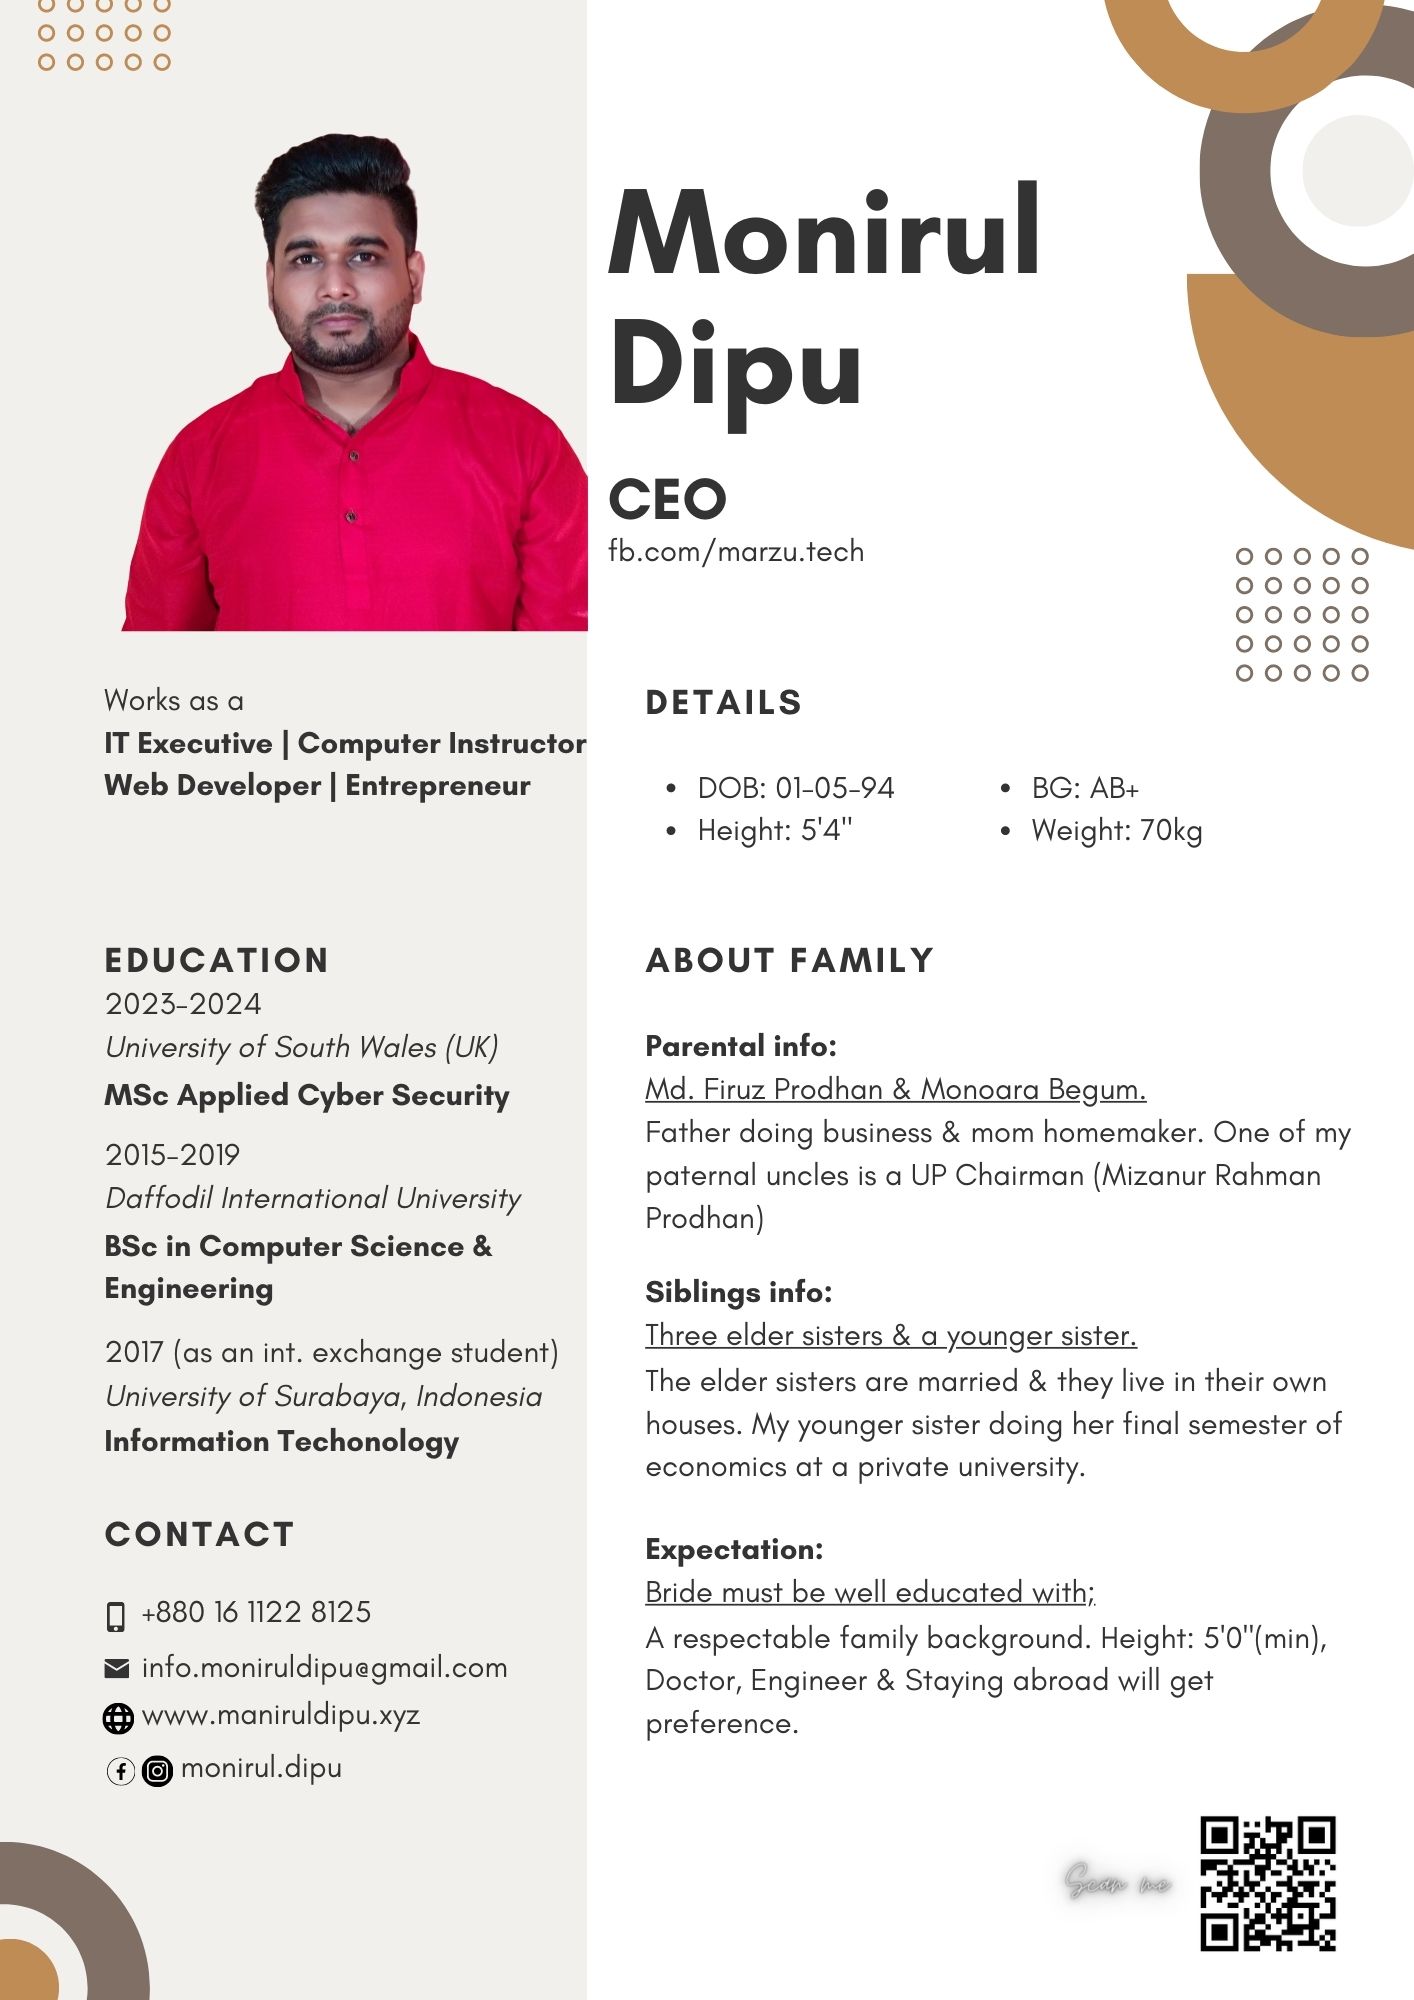 Monirul
Dipu
CEO
fb.com/marzu.tech
Works as a
IT Executive | Computer Instructor
Web Developer | Entrepreneur
DETAILS
• DOB: 01-05-94
• Height: 5'4"
• BG: AB+
• Weight: 70kg
EDUCATION
2023-2024
University of South Wales (UK)
MSc Applied Cyber Security
2015-2019
Daffodil International University
BSc in Computer Science &
Engineering
2017 (as an int. exchange student)
University of Surabaya, Indonesia
Information Techonology
CONTACT
+880 16 1122 8125
info.moniruldipu@gmail.com
www.maniruldipu.xyz
monirul.dipu
ABOUT FAMILY
Parental info:
Md. Firuz Prodhan & Monoara Begum.
Father doing business & mom homemaker. One of my
paternal uncles is a UP Chairman (Mizanur Rahman
Prodhan)
Siblings info:
Three elder sisters & a younger sister.
The elder sisters are married & they live in their own
houses. My younger sister doing her final semester of
economics at a private university.
Expectation:
Bride must be well educated with;
A respectable family background. Height: 5'0"(min),
Doctor, Engineer & Staying abroad will get
preference.
Scan me